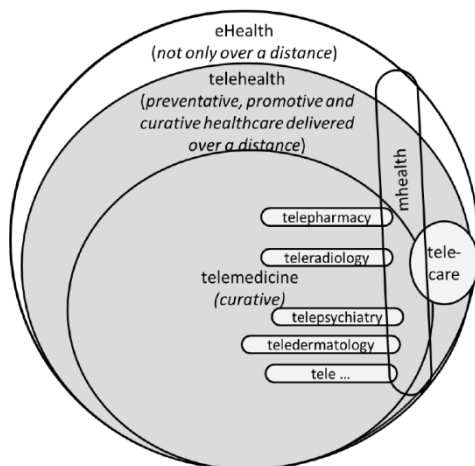 eHealth
(not only over a distance)
telehealth
(preventative, promotive and
curative healthcare delivered
over a distance)
mhealth
telepharmacy
tele-
care
teleradiology
telemedicine
(curative)
telepsychiatry
teledermatology
tele ...